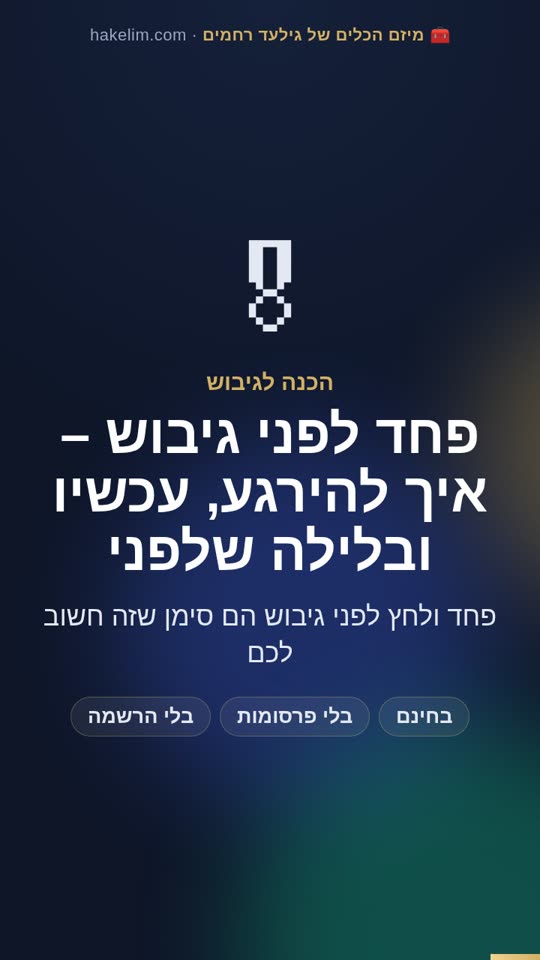 🧰 מיזם הכלים של גילעד רחמים · hakelim.com
הכנה לגיבוש
פחד לפני גיבוש –
איך להירגע, עכשיו
ובלילה שלפני
פחד ולחץ לפני גיבוש הם סימן שזה חשוב
לכם
בחינם בלי פרסומות בלי הרשמה